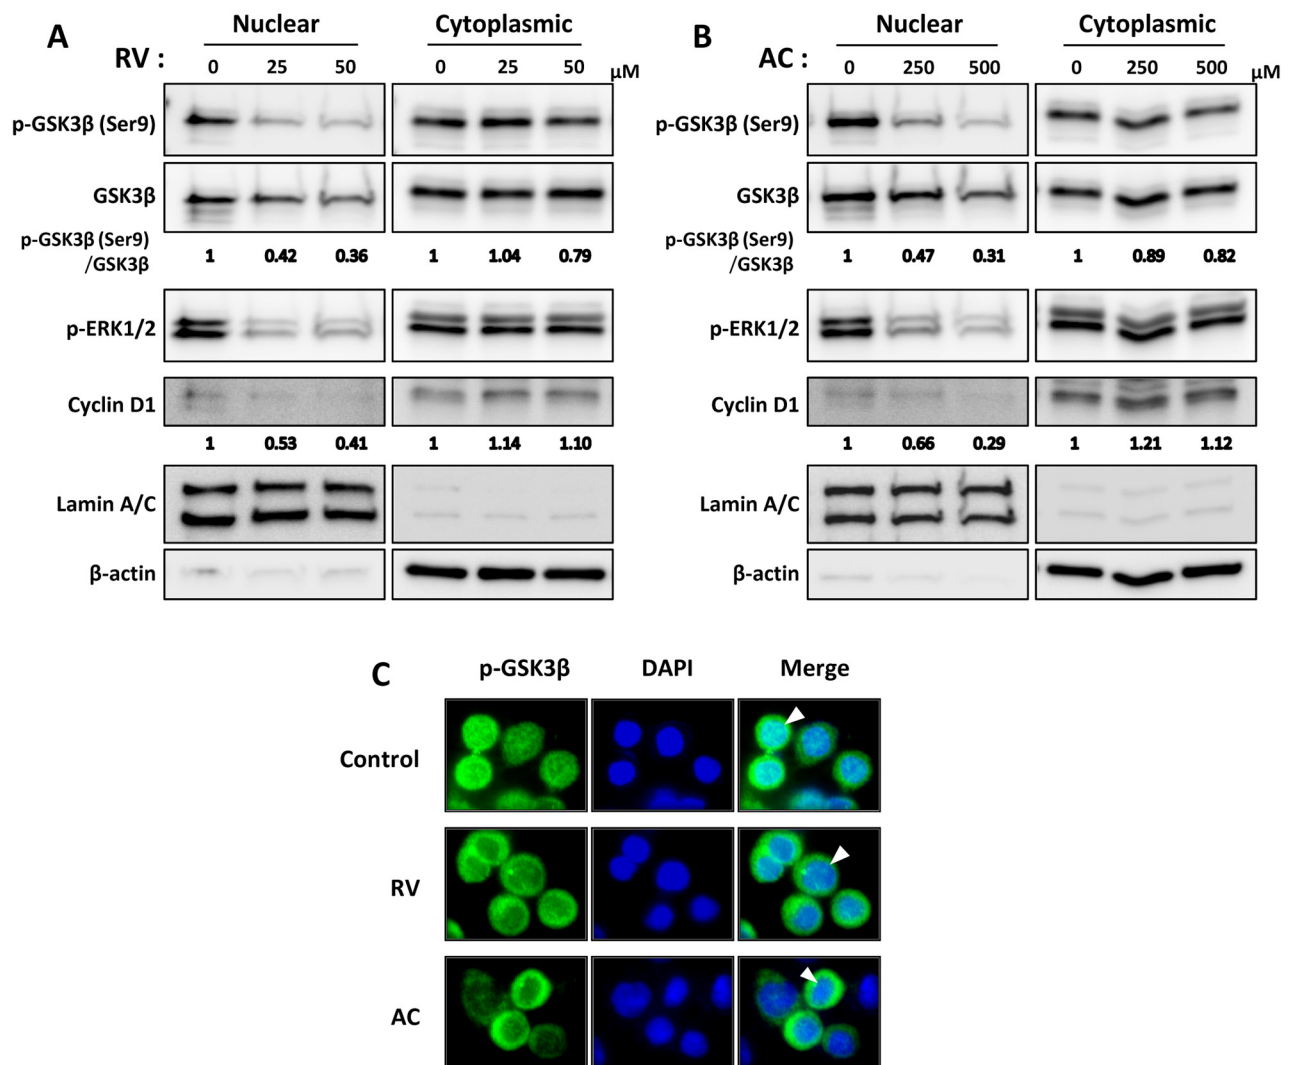 A
Nuclear Cytoplasmic
RV : 0 25 50 0 25 50 μM
p-GSK3β (Ser9)
GSK3β
p-GSK3β (Ser9)
/GSK3β 1 0.42 0.36 1 1.04 0.79
p-ERK1/2
Cyclin D1
1 0.53 0.41 1 1.14 1.10
Lamin A/C
β-actin
B
Nuclear Cytoplasmic
AC : 0 250 500 0 250 500 μM
p-GSK3β (Ser9)
GSK3β
p-GSK3β (Ser9)
/GSK3β 1 0.47 0.31 1 0.89 0.82
p-ERK1/2
Cyclin D1
1 0.66 0.29 1 1.21 1.12
Lamin A/C
β-actin
C
p-GSK3β DAPI Merge
Control
RV
AC